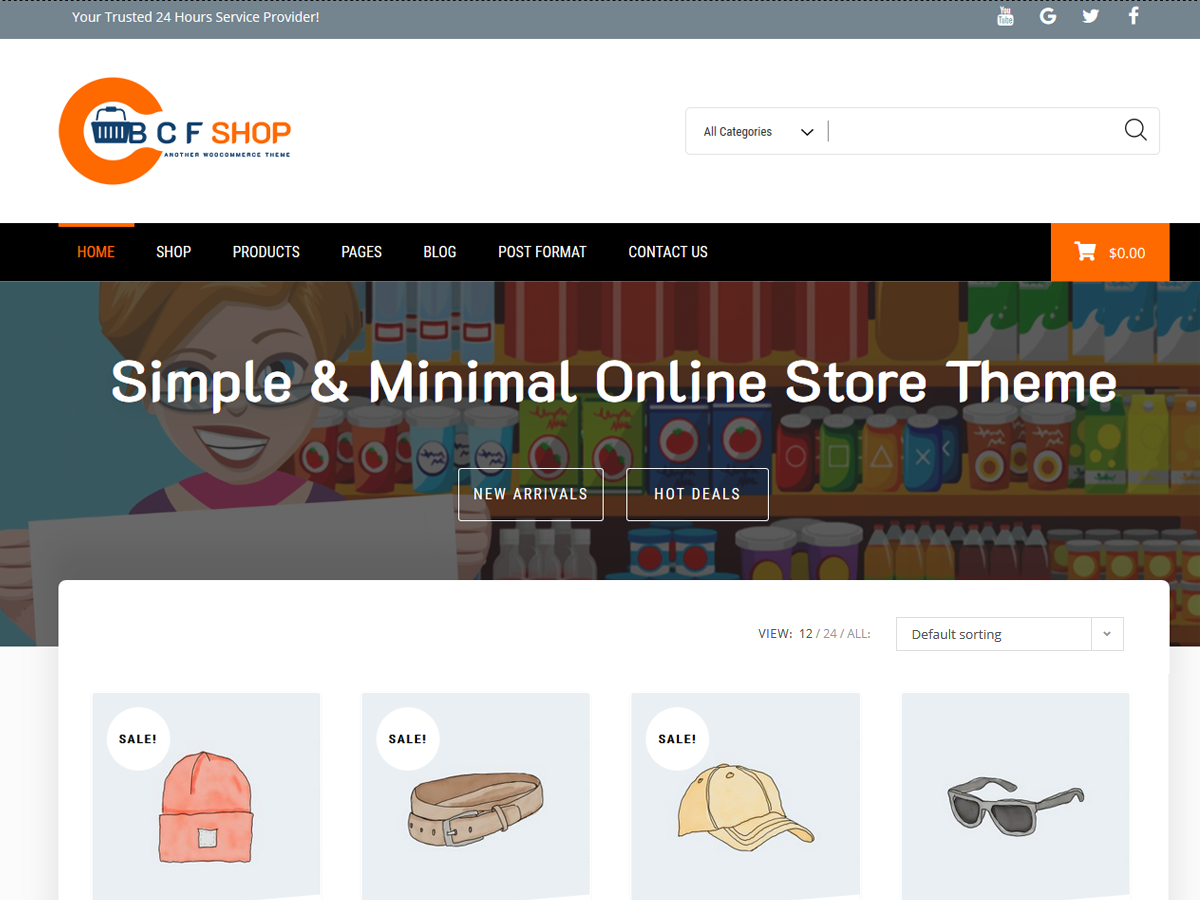 Your Trusted 24 Hours Service Provider!
You
Tube
B C F SHOP
ANOTHER WOOCOMMERCE THEME
All Categories
HOME SHOP PRODUCTS PAGES BLOG POST FORMAT CONTACT US $0.00
Simple & Minimal Online Store Theme
NEW ARRIVALS HOT DEALS
VIEW: 12 / 24 / ALL: Default sorting
SALE! SALE! SALE!